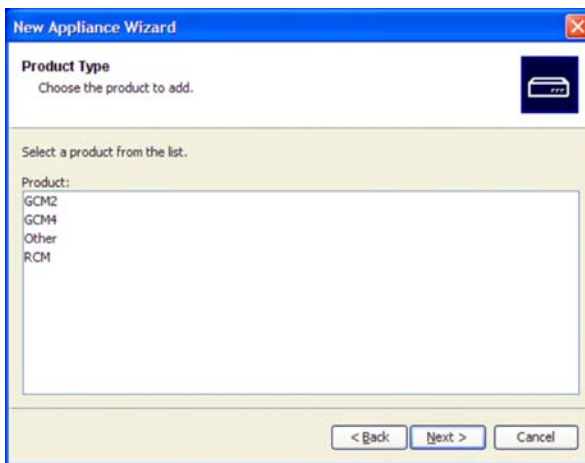 New Appliance Wizard
Product Type
Choose the product to add.
Select a product from the list.
Product:
GCM2
GCM4
Other
RCM
< Back Next > Cancel